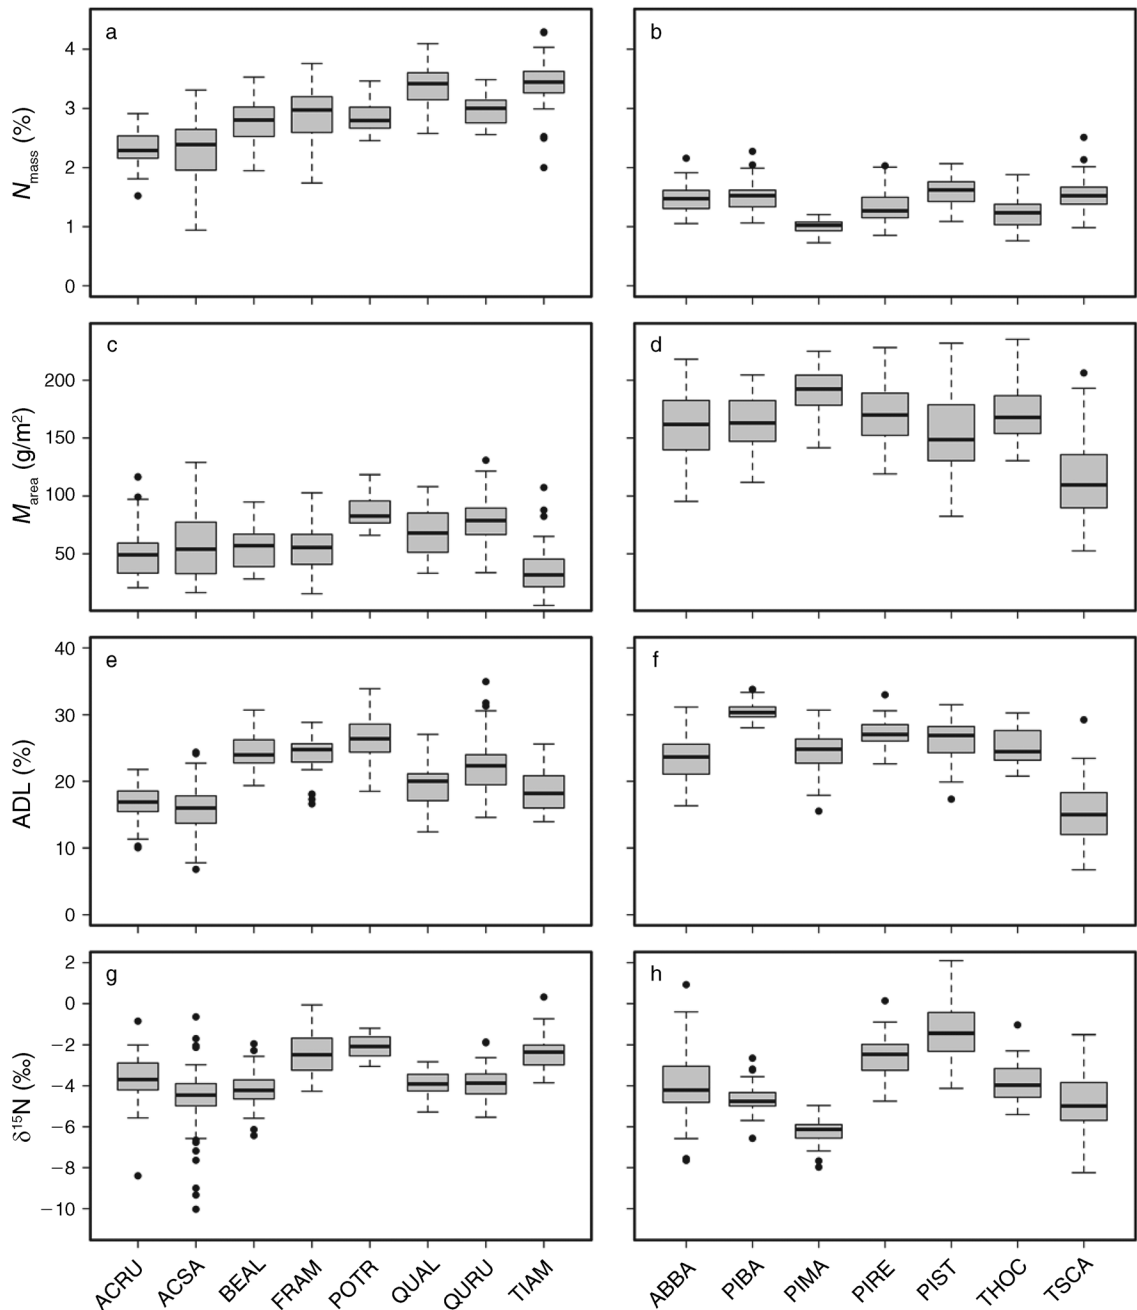 a
b
4
3
2
1
0
Nmass (%)
c
d
200
150
100
50
Marea (g/m²)
e
f
40
30
20
10
0
ADL (%)
g
h
2
0
−2
−4
−6
−8
−10
δ¹⁵N (‰)
ACRU ACSA BEAL FRAM POTR QUAL QURU TIAM ABBA PIBA PIMA PIRE PIST THOC TSCA